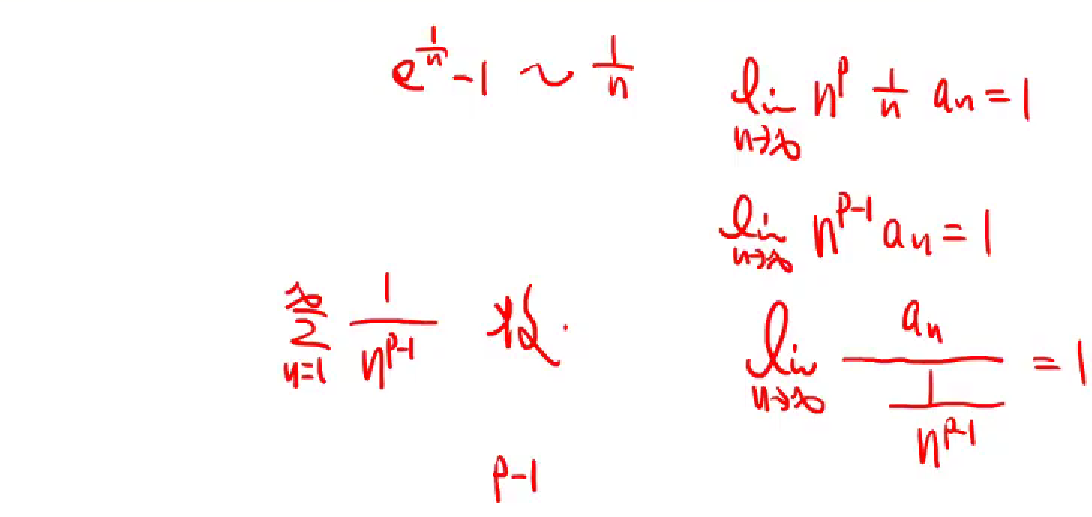 e^{\frac{1}{n}}-1 \sim \frac{1}{n}
\lim_{n\to\infty} n^p \frac{1}{n} a_n = 1
\lim_{n\to\infty} n^{p-1} a_n = 1
\sum_{n=1}^{\infty} \frac{1}{n^{p-1}} 收.
\lim_{n\to\infty} \frac{a_n}{\frac{1}{n^{p-1}}} = 1
p-1